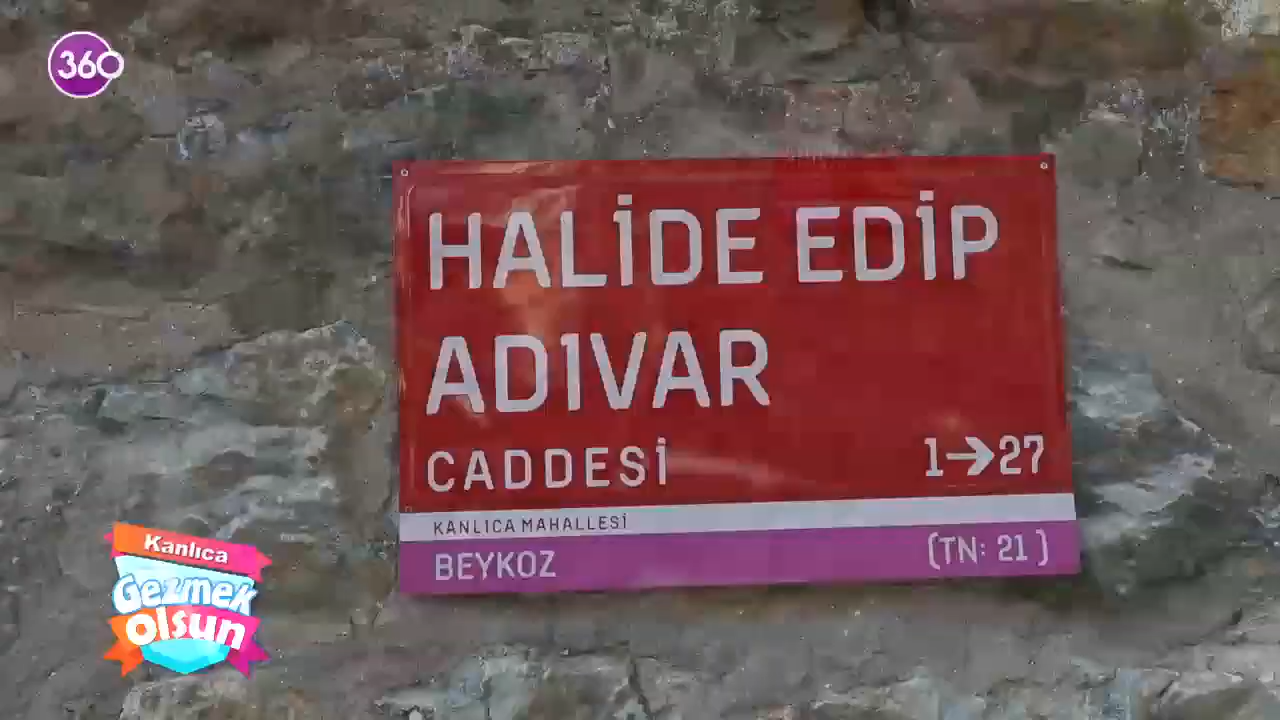 360
HALİDE EDİP
ADIVAR
CADDESİ
1→27
KANLICA MAHALLESİ
BEYKOZ
(TN: 21 )
Kanlıca
Gezmek
olsun